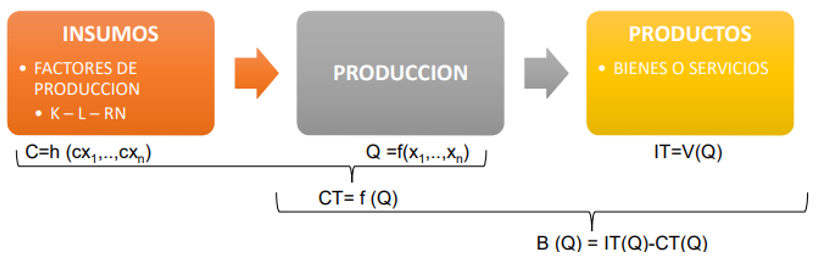 INSUMOS
• FACTORES DE
PRODUCCION
• K – L – RN
PRODUCCION
PRODUCTOS
• BIENES O SERVICIOS
C=h (cx1,..,cxn)
Q =f(x1,..,xn)
IT=V(Q)
CT= f (Q)
B (Q) = IT(Q)-CT(Q)